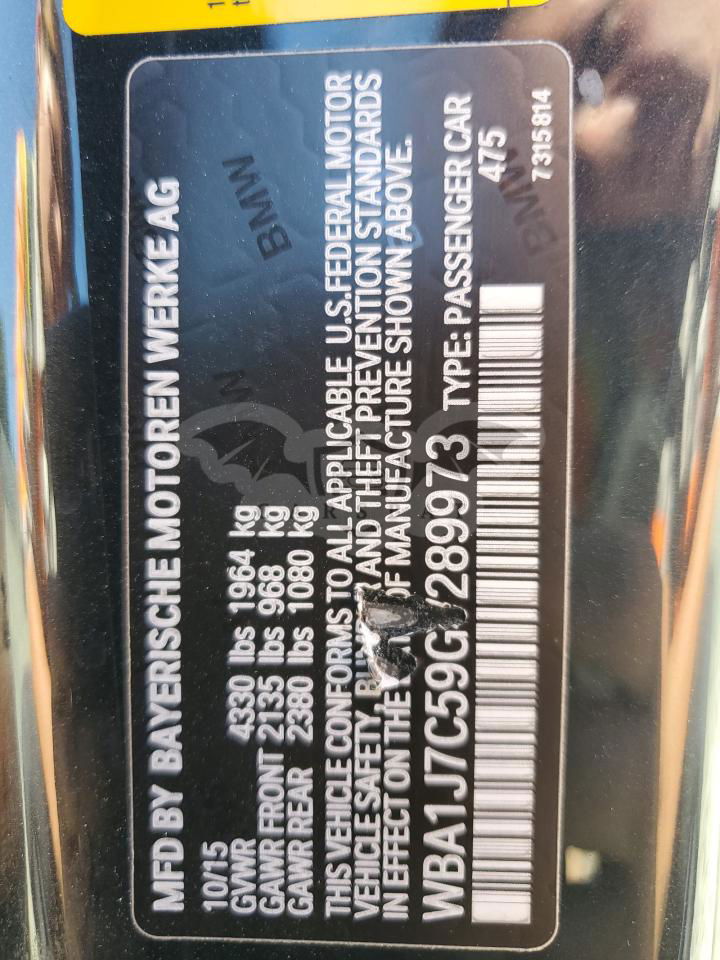 MFD BY BAYERISCHE MOTOREN WERKE AG
10/15
GVWR 4330 lbs 1964 kg
GAWR FRONT 2135 lbs 968 kg
GAWR REAR 2380 lbs 1080 kg
THIS VEHICLE CONFORMS TO ALL APPLICABLE U.S.FEDERAL MOTOR
VEHICLE SAFETY, AND THEFT PREVENTION STANDARDS
IN EFFECT ON THE OF MANUFACTURE SHOWN ABOVE.
WBA1J7C59G 289973 TYPE: PASSENGER CAR
475
7 315 814
BMW
BMW